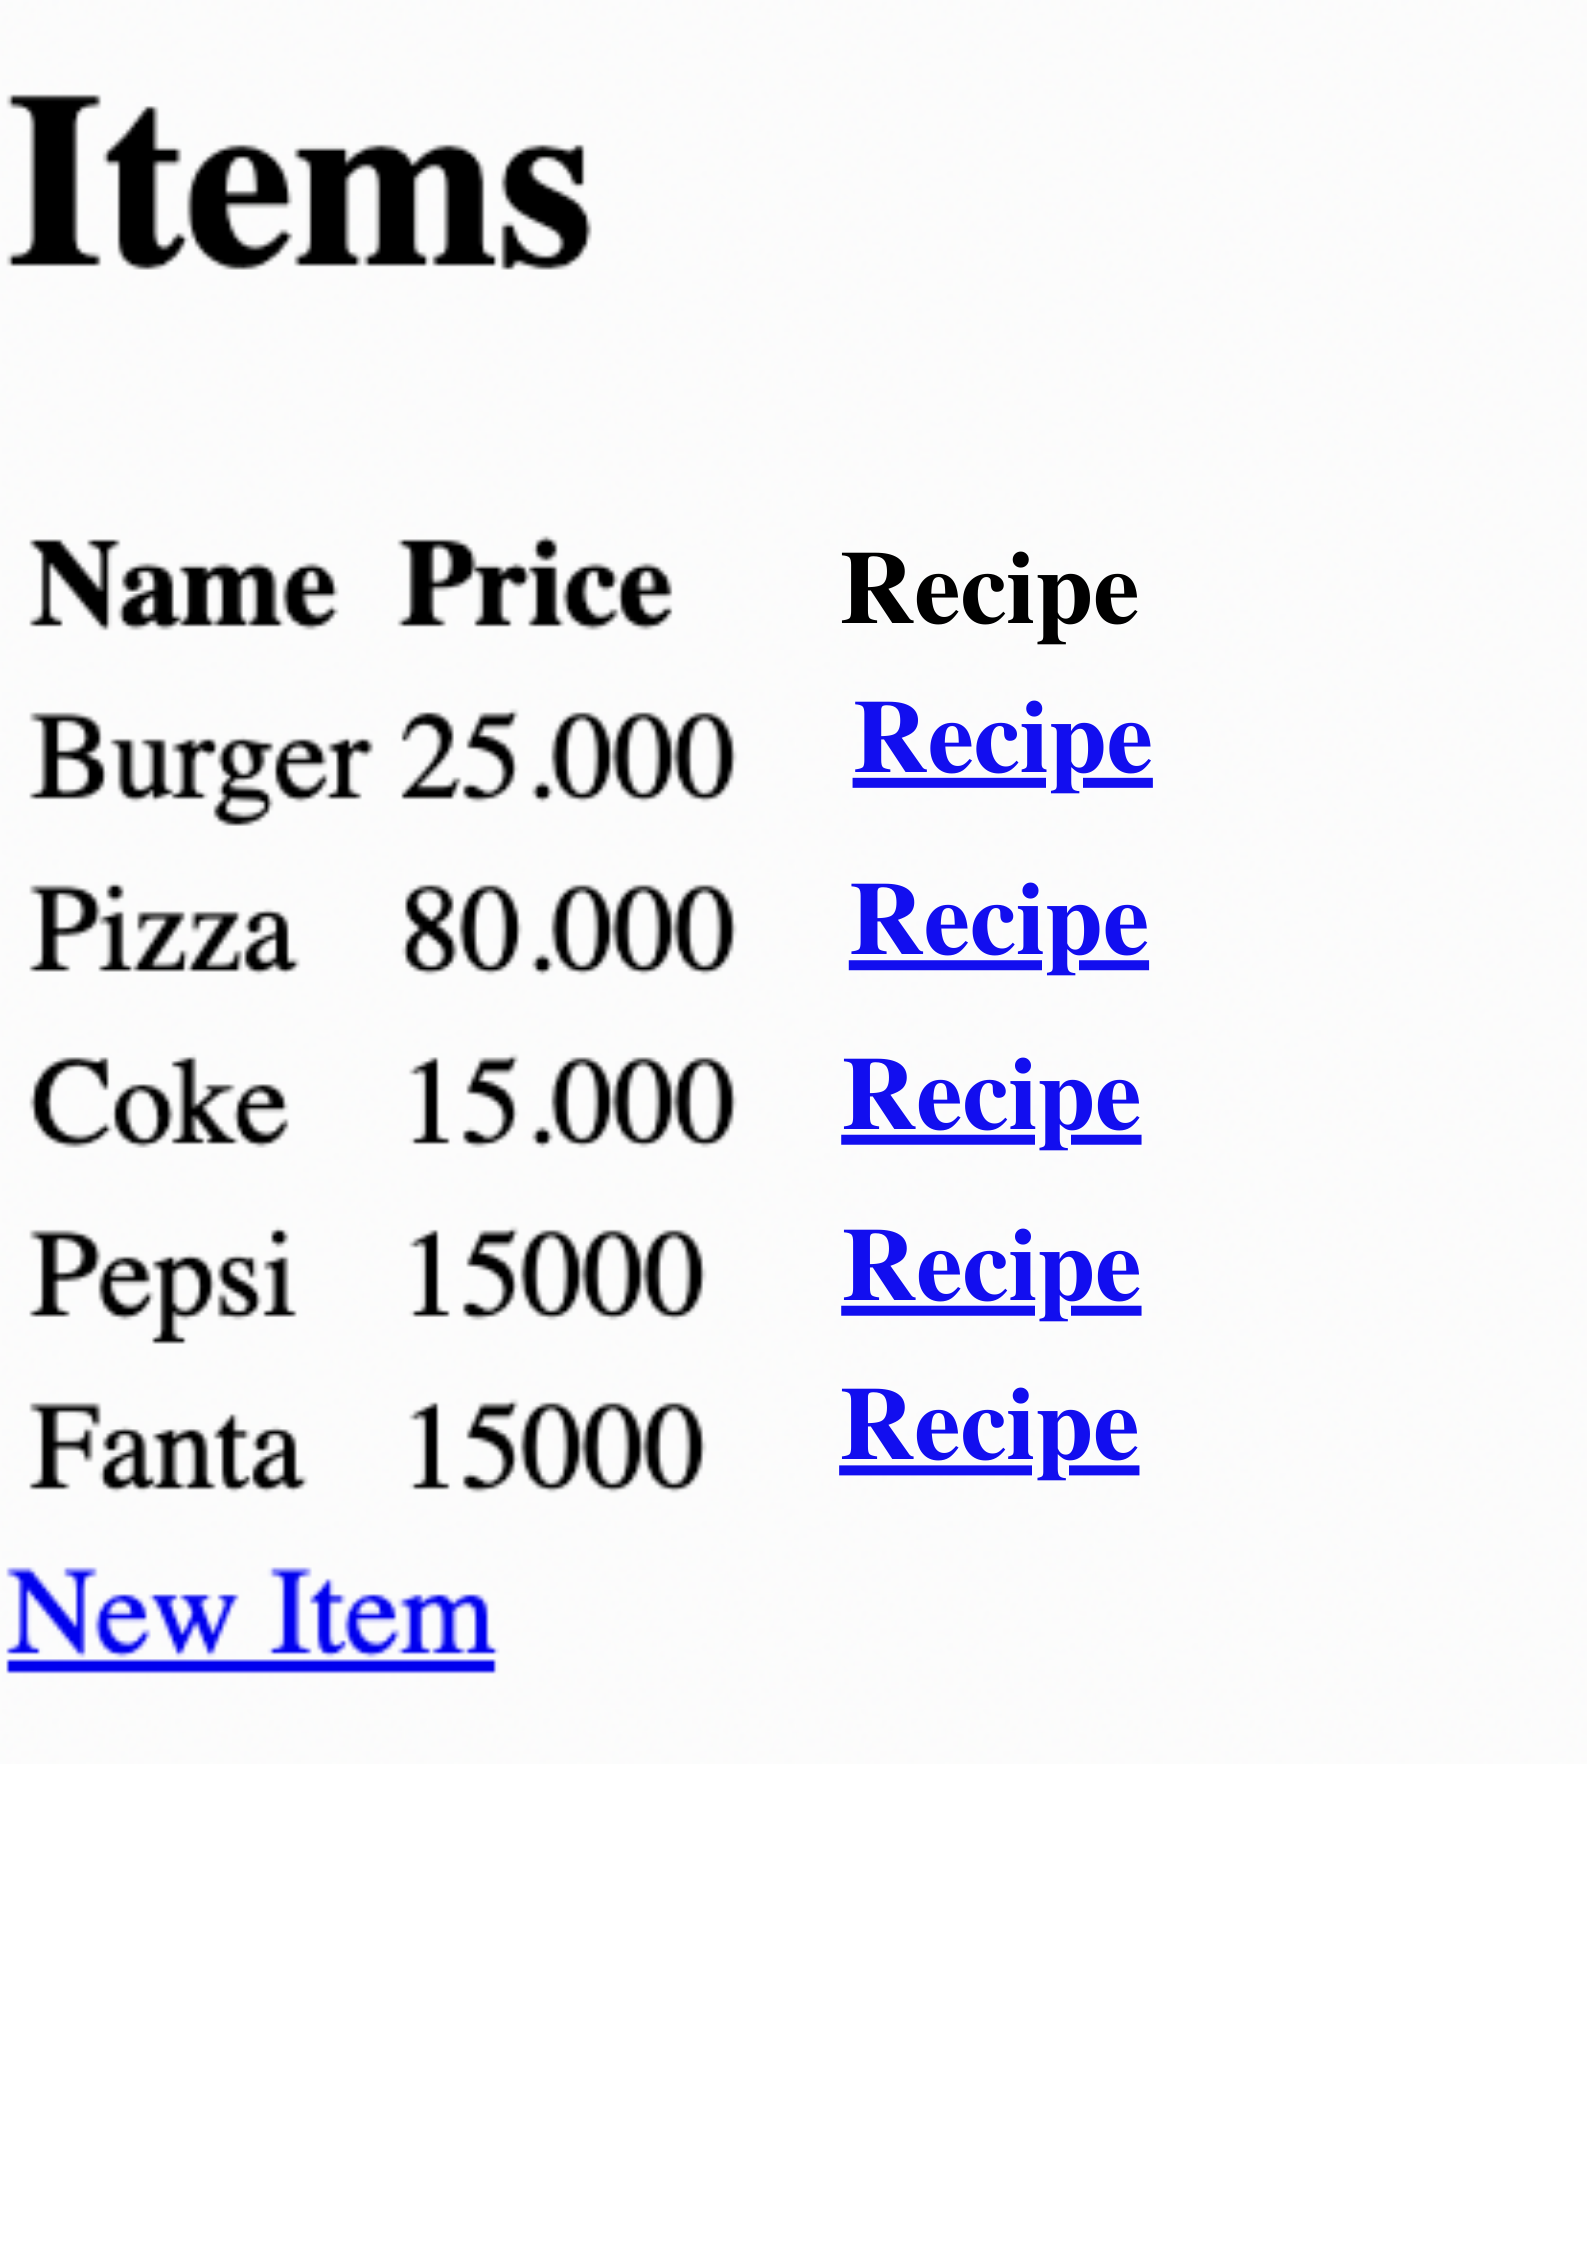 Items
Name Price Recipe
Burger 25.000 Recipe
Pizza 80.000 Recipe
Coke 15.000 Recipe
Pepsi 15000 Recipe
Fanta 15000 Recipe
New Item